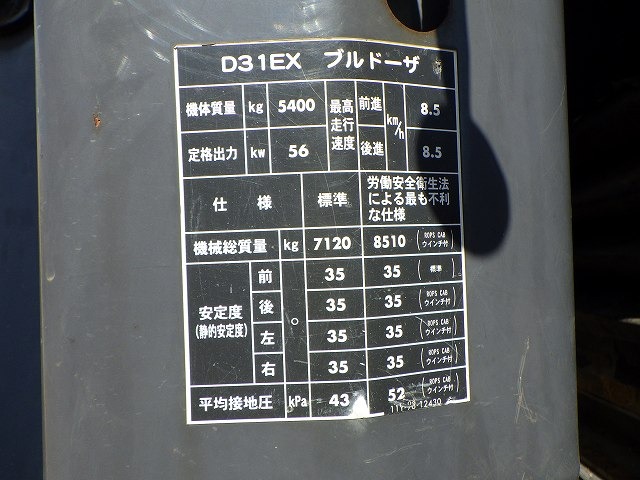 D31EX ブルドーザ
機体質量 kg 5400 最高走行速度 前進 km/h 8.5
定格出力 kw 56 後進 8.5
仕様 標準 労働安全衛生法による最も不利な仕様
機械総質量 kg 7120 8510 (ROPS CAB ウインチ付)
安定度 (静的安定度) 前 ° 35 35 (標準)
後 35 35 (ROPS CAB ウインチ付)
左 35 35 (ROPS CAB ウインチ付)
右 35 35 (ROPS CAB ウインチ付)
平均接地圧 kPa 43 52 (ROPS CAB ウインチ付)